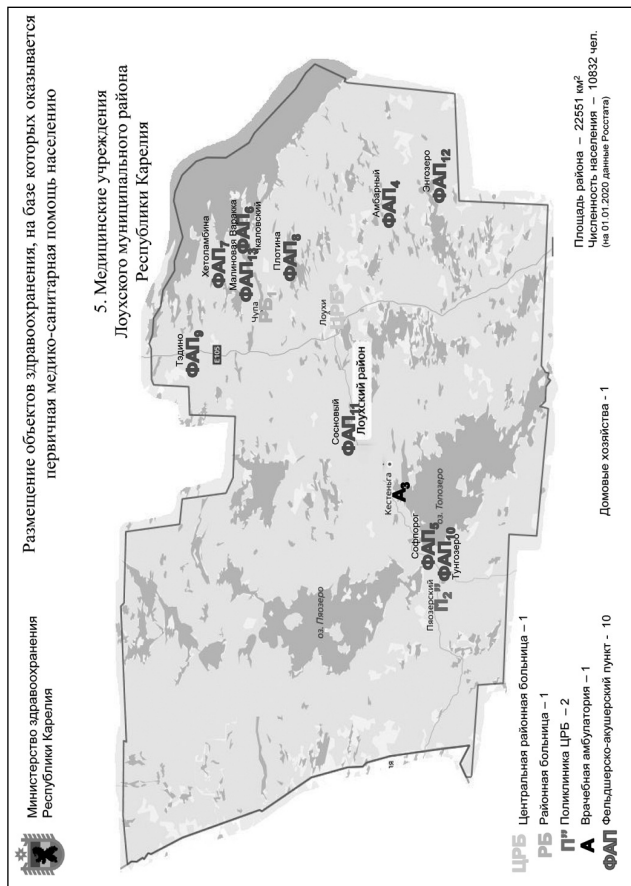 Министерство здравоохранения
Республики Карелия
Размещение объектов здравоохранения, на базе которых оказывается
первичная медико-санитарная помощь населению
5. Медицинские учреждения
Лоухского муниципального района
Республики Карелия
Тэдино
ФАП9
E105
Хетоламбина
ФАП7
Малиновая Варакка
ФАП13
ФАП6
Чкаловский
Чупа
РБ1
Плотина
ФАП8
Лоухи
ЦРБ
Амбарный
ФАП4
Энгозеро
ФАП12
Сосновый
ФАП11
Лоухский район
Кестеньга
А3
оз. Топозеро
Софпорог
ФАП5
ФАП10
Тунгозеро
Пяозерский
П2"
оз. Пяозеро
ЦРБ Центральная районная больница – 1
РБ Районная больница – 1
П" Поликлиника ЦРБ – 2
А Врачебная амбулатория – 1
ФАП Фельдшерско-акушерский пункт - 10
Домовые хозяйства - 1
Площадь района – 22551 км²
Численность населения – 10832 чел.
(на 01.01.2020 данные Росстата)